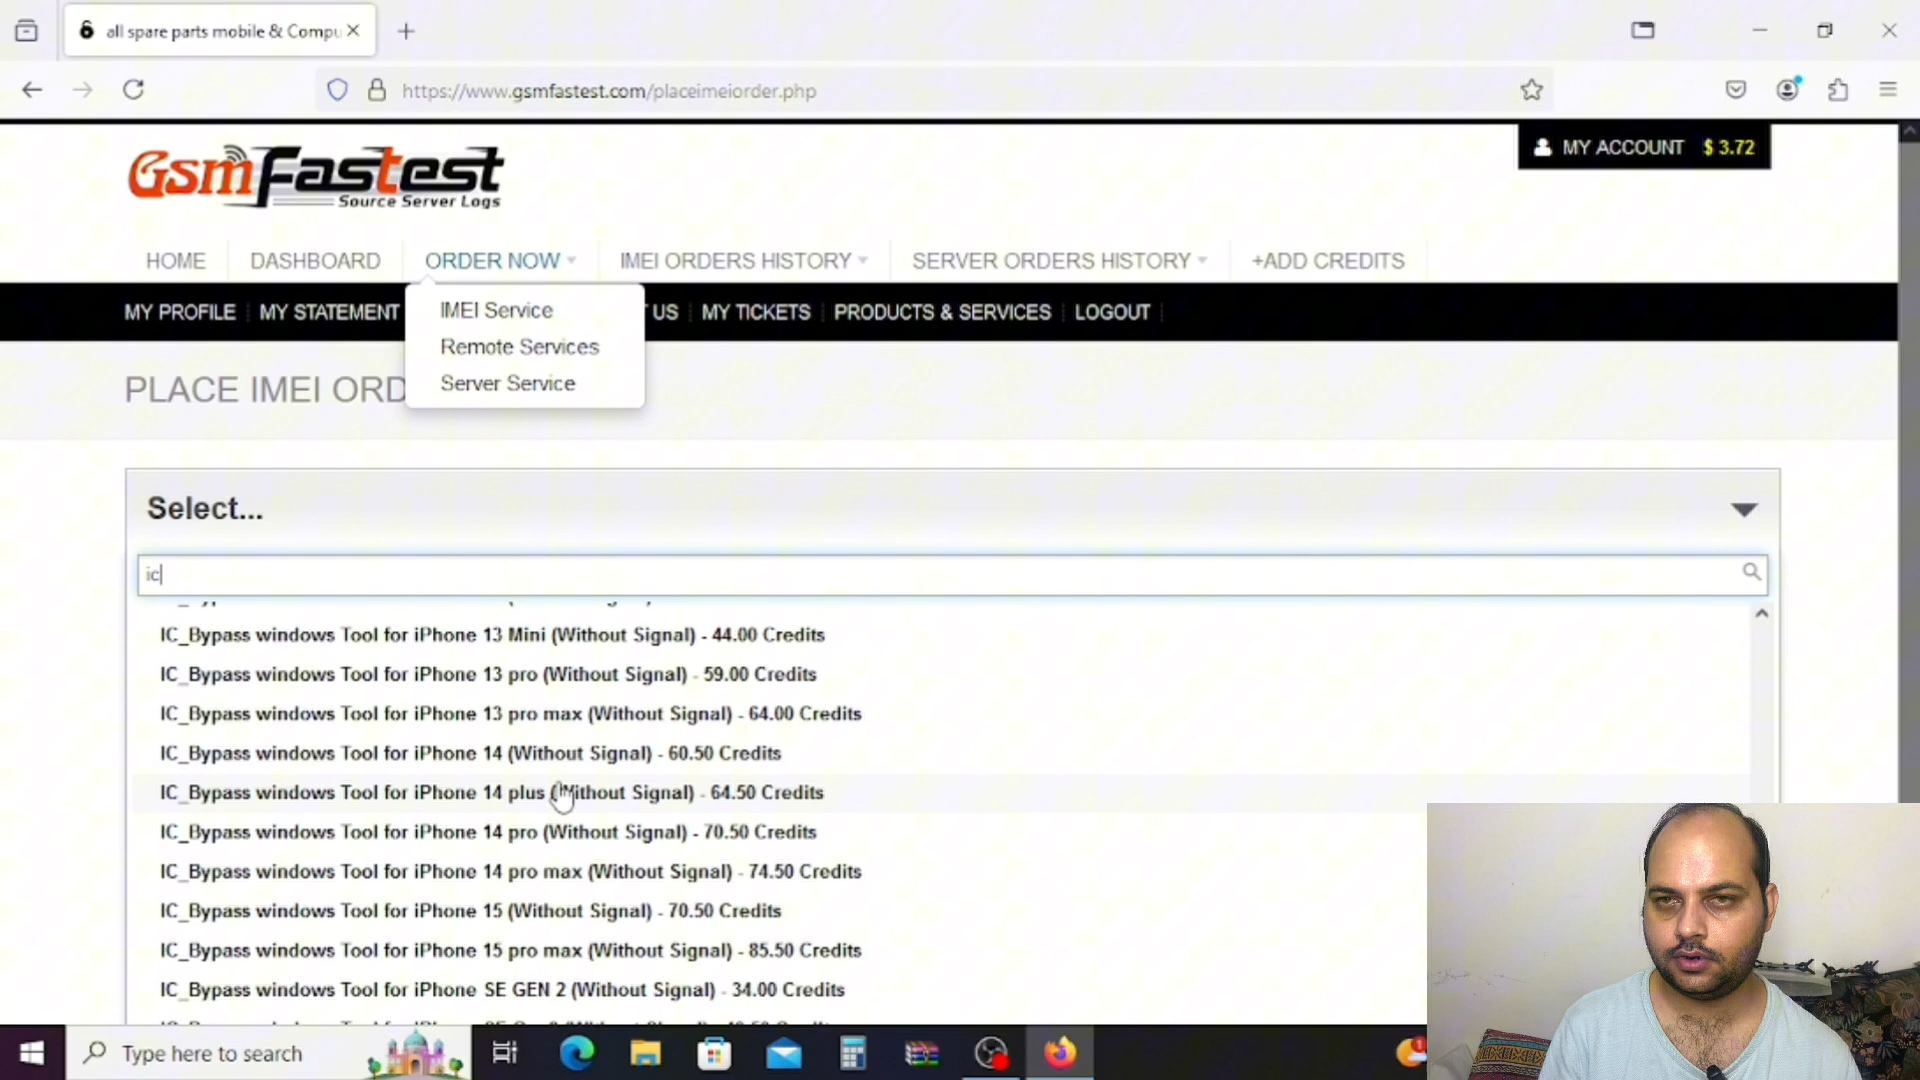 all spare parts mobile & Compu
https://www.gsmfastest.com/placeimeiorder.php
GsmFastest
Source Server Logs
MY ACCOUNT $ 3.72
HOME DASHBOARD ORDER NOW IMEI ORDERS HISTORY SERVER ORDERS HISTORY +ADD CREDITS
MY PROFILE MY STATEMENT US MY TICKETS PRODUCTS & SERVICES LOGOUT
IMEI Service
Remote Services
Server Service
PLACE IMEI ORD
Select...
ic
IC_Bypass windows Tool for iPhone 13 Mini (Without Signal) - 44.00 Credits
IC_Bypass windows Tool for iPhone 13 pro (Without Signal) - 59.00 Credits
IC_Bypass windows Tool for iPhone 13 pro max (Without Signal) - 64.00 Credits
IC_Bypass windows Tool for iPhone 14 (Without Signal) - 60.50 Credits
IC_Bypass windows Tool for iPhone 14 plus (Without Signal) - 64.50 Credits
IC_Bypass windows Tool for iPhone 14 pro (Without Signal) - 70.50 Credits
IC_Bypass windows Tool for iPhone 14 pro max (Without Signal) - 74.50 Credits
IC_Bypass windows Tool for iPhone 15 (Without Signal) - 70.50 Credits
IC_Bypass windows Tool for iPhone 15 pro max (Without Signal) - 85.50 Credits
IC_Bypass windows Tool for iPhone SE GEN 2 (Without Signal) - 34.00 Credits
Type here to search